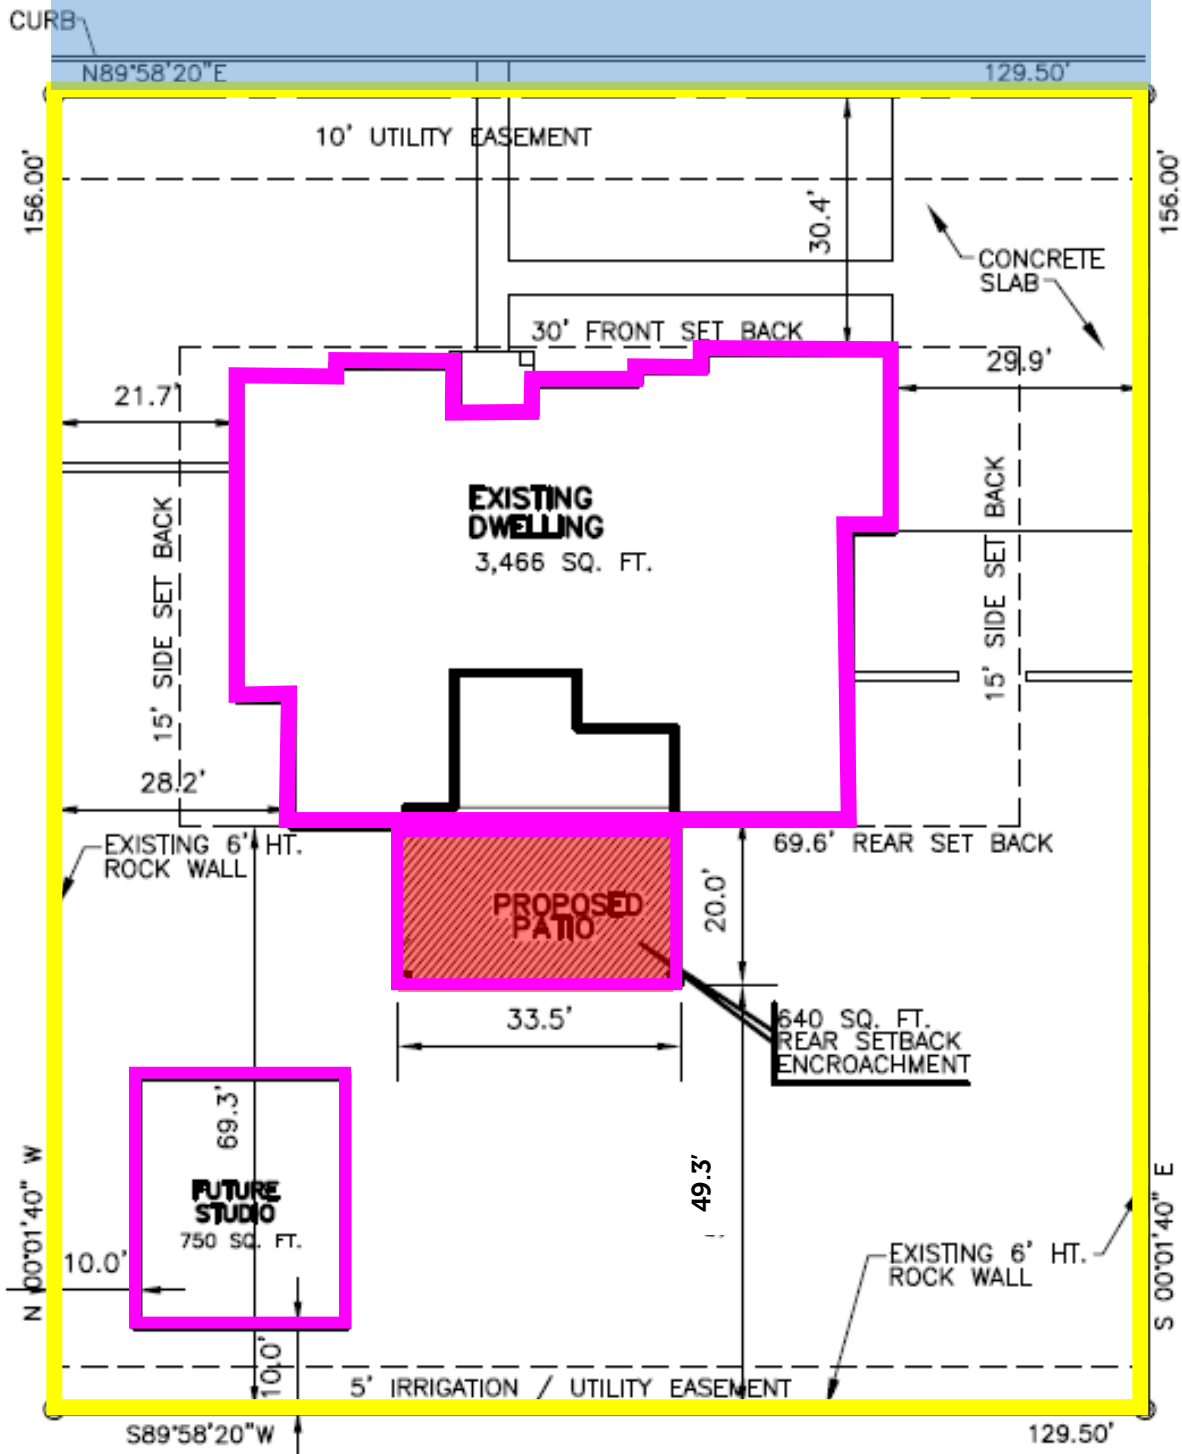 CURB
N89°58'20"E
129.50'
10' UTILITY EASEMENT
156.00'
156.00'
30.4'
CONCRETE
SLAB
30' FRONT SET BACK
29.9'
21.7'
EXISTING
DWELLING
3,466 SQ. FT.
15' SIDE SET BACK
15' SIDE SET BACK
28.2'
EXISTING 6' HT.
ROCK WALL
69.6' REAR SET BACK
PROPOSED
PATIO
20.0'
33.5'
640 SQ. FT.
REAR SETBACK
ENCROACHMENT
69.3'
49.3'
FUTURE
STUDIO
750 SQ. FT.
N 00°01'40" W
10.0'
EXISTING 6' HT.
ROCK WALL
S 00°01'40" E
10.0'
5' IRRIGATION / UTILITY EASEMENT
S89°58'20"W
129.50'